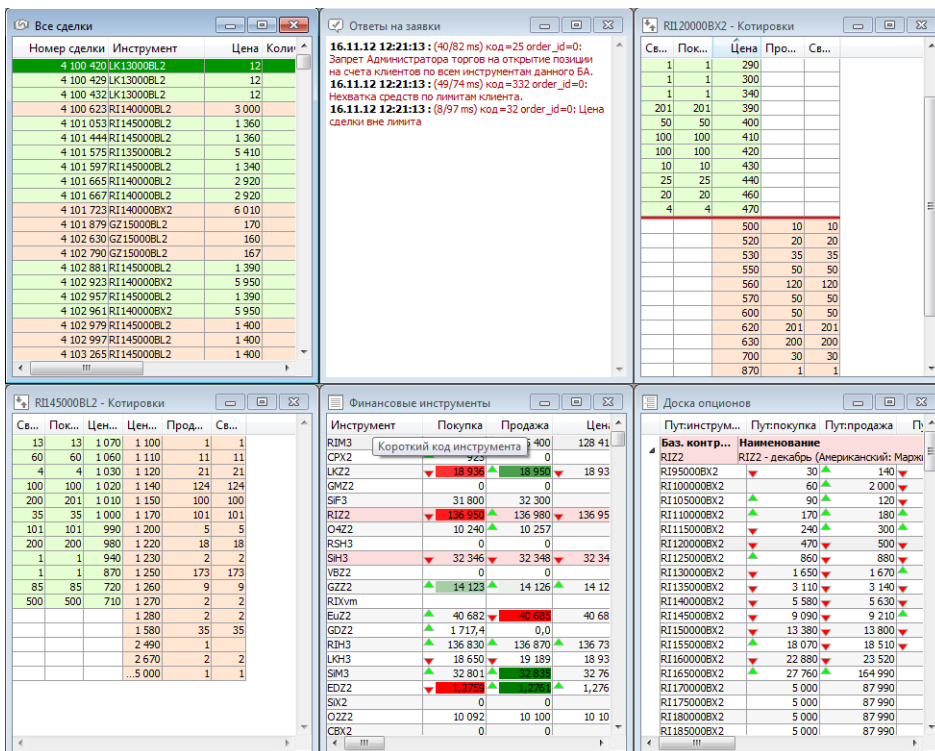 Все сделки
Номер сделки Инструмент Цена Колич
4 100 420 LK13000BL2 12
4 100 429 LK13000BL2 12
4 100 432 LK13000BL2 12
4 100 623 RI140000BL2 3 000
4 101 053 RI145000BL2 1 360
4 101 444 RI145000BL2 1 360
4 101 575 RI135000BL2 5 410
4 101 597 RI145000BL2 1 340
4 101 665 RI140000BL2 2 920
4 101 667 RI140000BL2 2 920
4 101 723 RI140000BX2 6 010
4 101 879 GZ15000BL2 170
4 102 630 GZ15000BL2 160
4 102 790 GZ15000BL2 167
4 102 881 RI145000BL2 1 390
4 102 923 RI140000BX2 5 950
4 102 957 RI145000BL2 1 390
4 102 961 RI140000BX2 5 950
4 102 979 RI145000BL2 1 400
4 102 997 RI145000BL2 1 400
4 103 265 RI145000BL2 1 400
Ответы на заявки
16.11.12 12:21:13 : (40/82 ms) код=25 order_id=0:
Запрет Администратора торгов на открытие позиции
на счета клиентов по всем инструментам данного БА.
16.11.12 12:21:13 : (49/74 ms) код=332 order_id=0:
Нехватка средств по лимитам клиента.
16.11.12 12:21:13 : (8/97 ms) код=32 order_id=0: Цена
сделки вне лимита
RI120000BX2 - Котировки
Св... Пок... Цена Про... Св...
1 1 290
1 1 300
1 1 340
201 201 390
50 50 400
100 100 410
100 100 420
10 10 430
25 25 440
20 20 460
4 4 470
500 10 10
520 20 20
530 35 35
550 50 50
560 120 120
570 50 50
600 50 50
620 201 201
630 200 200
700 30 30
870 1 1
RI145000BL2 - Котировки
Св... Пок... Цен... Цен... Прод... Св...
13 13 1 070 1 100 1 1
60 60 1 060 1 110 11 11
4 4 1 030 1 120 21 21
100 100 1 020 1 140 124 124
200 201 1 010 1 150 100 100
35 35 1 000 1 170 101 101
101 101 990 1 200 5 5
200 200 980 1 220 18 18
1 1 940 1 230 2 2
1 1 870 1 250 173 173
85 85 720 1 260 9 9
500 500 710 1 270 2 2
1 280 2 2
1 580 35 35
2 490 1
2 670 2 2
...5 000 1 1
Финансовые инструменты
Инструмент Покупка Продажа Цена
RIM3 400 128 41
Короткий код инструмента
CPX2 923 0
LKZ2 18 936 18 950 18 93
GMZ2 0 0
SiF3 31 800 32 300
RIZ2 136 950 136 980 136 95
O4Z2 10 240 10 257
RSH3 0 0
SiH3 32 346 32 348 32 34
VBZ2 0 0
GZZ2 14 123 14 126 14 12
RIXvm
EuZ2 40 682 40 685 40 68
GDZ2 1 717,4 0,0
RIH3 136 830 136 870 136 73
LKH3 18 650 19 189 18 93
SiM3 32 801 32 835 32 76
EDZ2 1,2759 1,2761 1,276
SiX2 0 0
O2Z2 10 092 10 100 10 10
CBX2 0 0
Доска опционов
Пут:инструм... Пут:покупка Пут:продажа
Баз. контр... Наименование
RIZ2 RIZ2 - декабрь (Американский: Марж
RI95000BX2 30 140
RI100000BX2 60 2 000
RI105000BX2 90 120
RI110000BX2 170 180
RI115000BX2 240 300
RI120000BX2 470 500
RI125000BX2 860 880
RI130000BX2 1 650 1 670
RI135000BX2 3 110 3 140
RI140000BX2 5 580 5 630
RI145000BX2 9 090 9 210
RI150000BX2 13 380 13 800
RI155000BX2 18 070 18 510
RI160000BX2 22 880 23 520
RI165000BX2 27 760 164 990
RI170000BX2 5 000 87 990
RI175000BX2 5 000 87 990
RI180000BX2 5 000 87 990
RI185000BX2 5 000 87 990